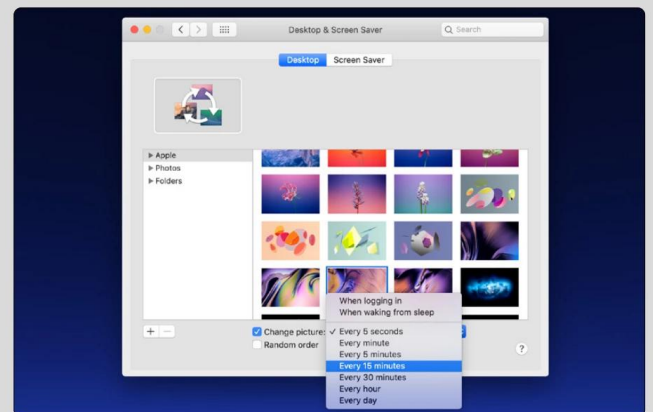 Desktop & Screen Saver
Search
Desktop
Screen Saver
Apple
Photos
Folders
When logging in
When waking from sleep
Change picture: ✓ Every 5 seconds
Random order
Every minute
Every 5 minutes
Every 15 minutes
Every 30 minutes
Every hour
Every day
?